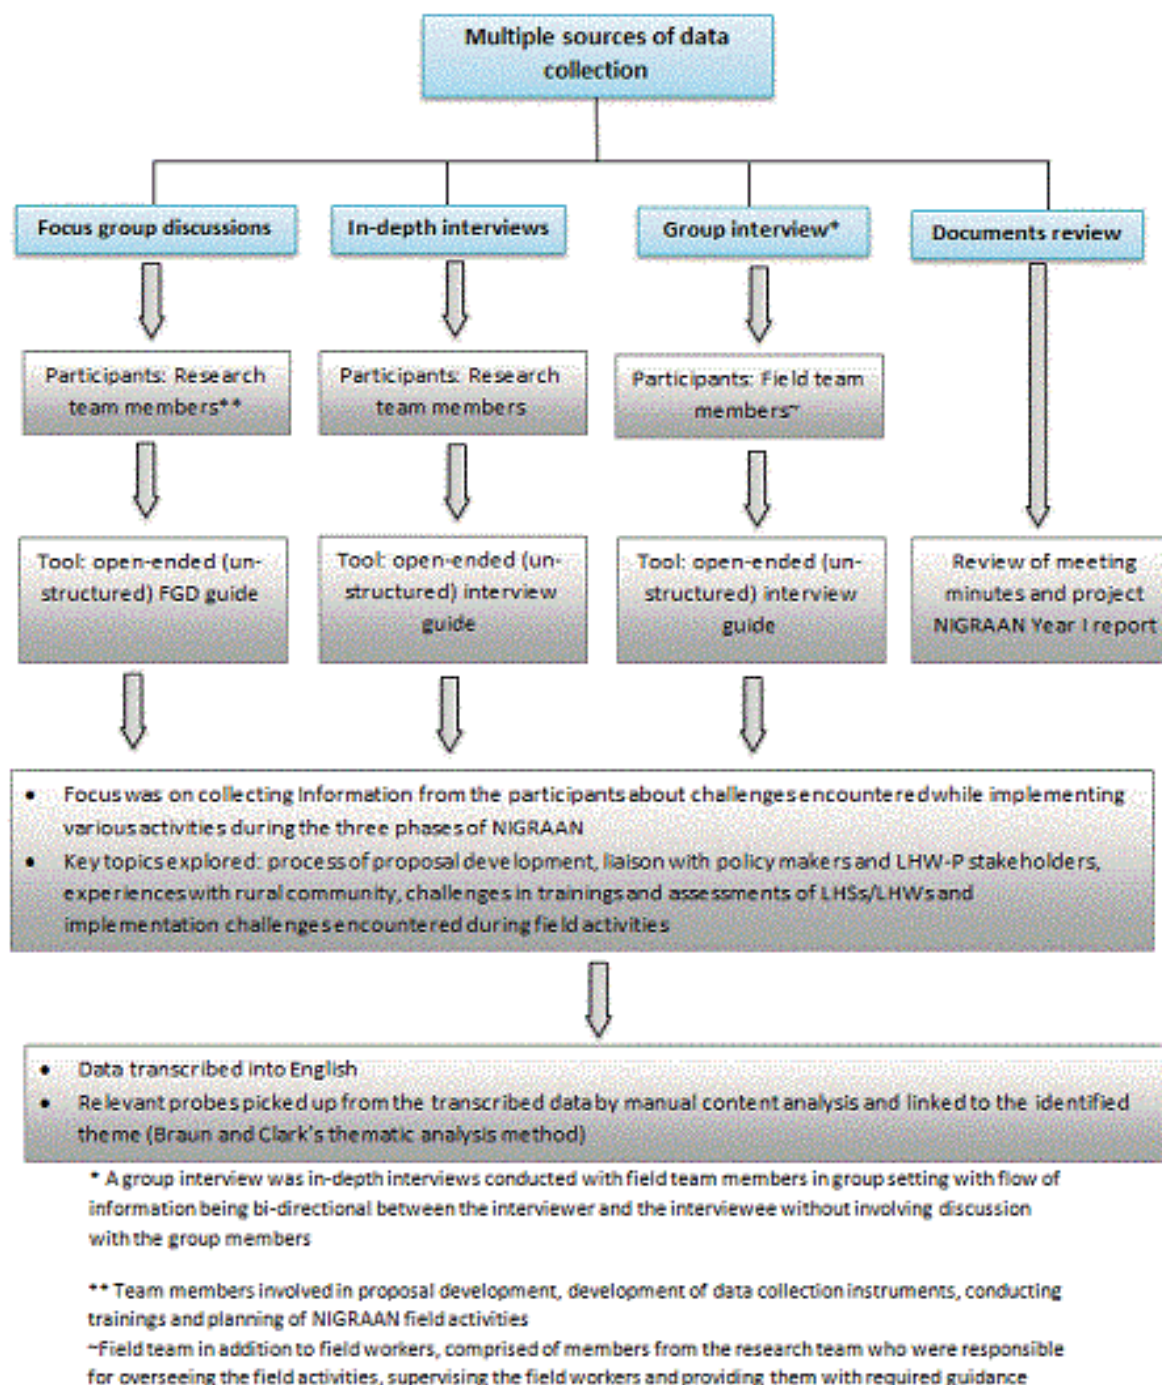 Multiple sources of data
collection
Focus group discussions
In-depth interviews
Group interview*
Documents review
Participants: Research
team members**
Participants: Research
team members
Participants: Field team
members~
Tool: open-ended (un-
structured) FGD guide
Tool: open-ended (un-
structured) interview
guide
Tool: open-ended (un-
structured) interview
guide
Review of meeting
minutes and project
NIGRAAN Year I report
• Focus was on collecting Information from the participants about challenges encountered while implementing
various activities during the three phases of NIGRAAN
• Key topics explored: process of proposal development, liaison with policy makers and LHW-P stakeholders,
experiences with rural community, challenges in trainings and assessments of LHSs/LHWs and
implementation challenges encountered during field activities
• Data transcribed into English
• Relevant probes picked up from the transcribed data by manual content analysis and linked to the identified
theme (Braun and Clark's thematic analysis method)
* A group interview was in-depth interviews conducted with field team members in group setting with flow of
information being bi-directional between the interviewer and the interviewee without involving discussion
with the group members
** Team members involved in proposal development, development of data collection instruments, conducting
trainings and planning of NIGRAAN field activities
~Field team in addition to field workers, comprised of members from the research team who were responsible
for overseeing the field activities, supervising the field workers and providing them with required guidance